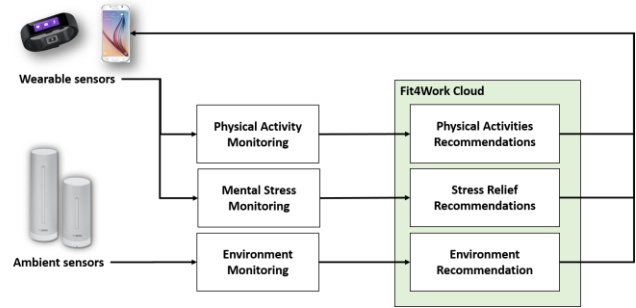 Wearable sensors
Fit4Work Cloud
Physical Activity
Monitoring
Physical Activities
Recommendations
Mental Stress
Monitoring
Stress Relief
Recommendations
Ambient sensors
Environment
Monitoring
Environment
Recommendation